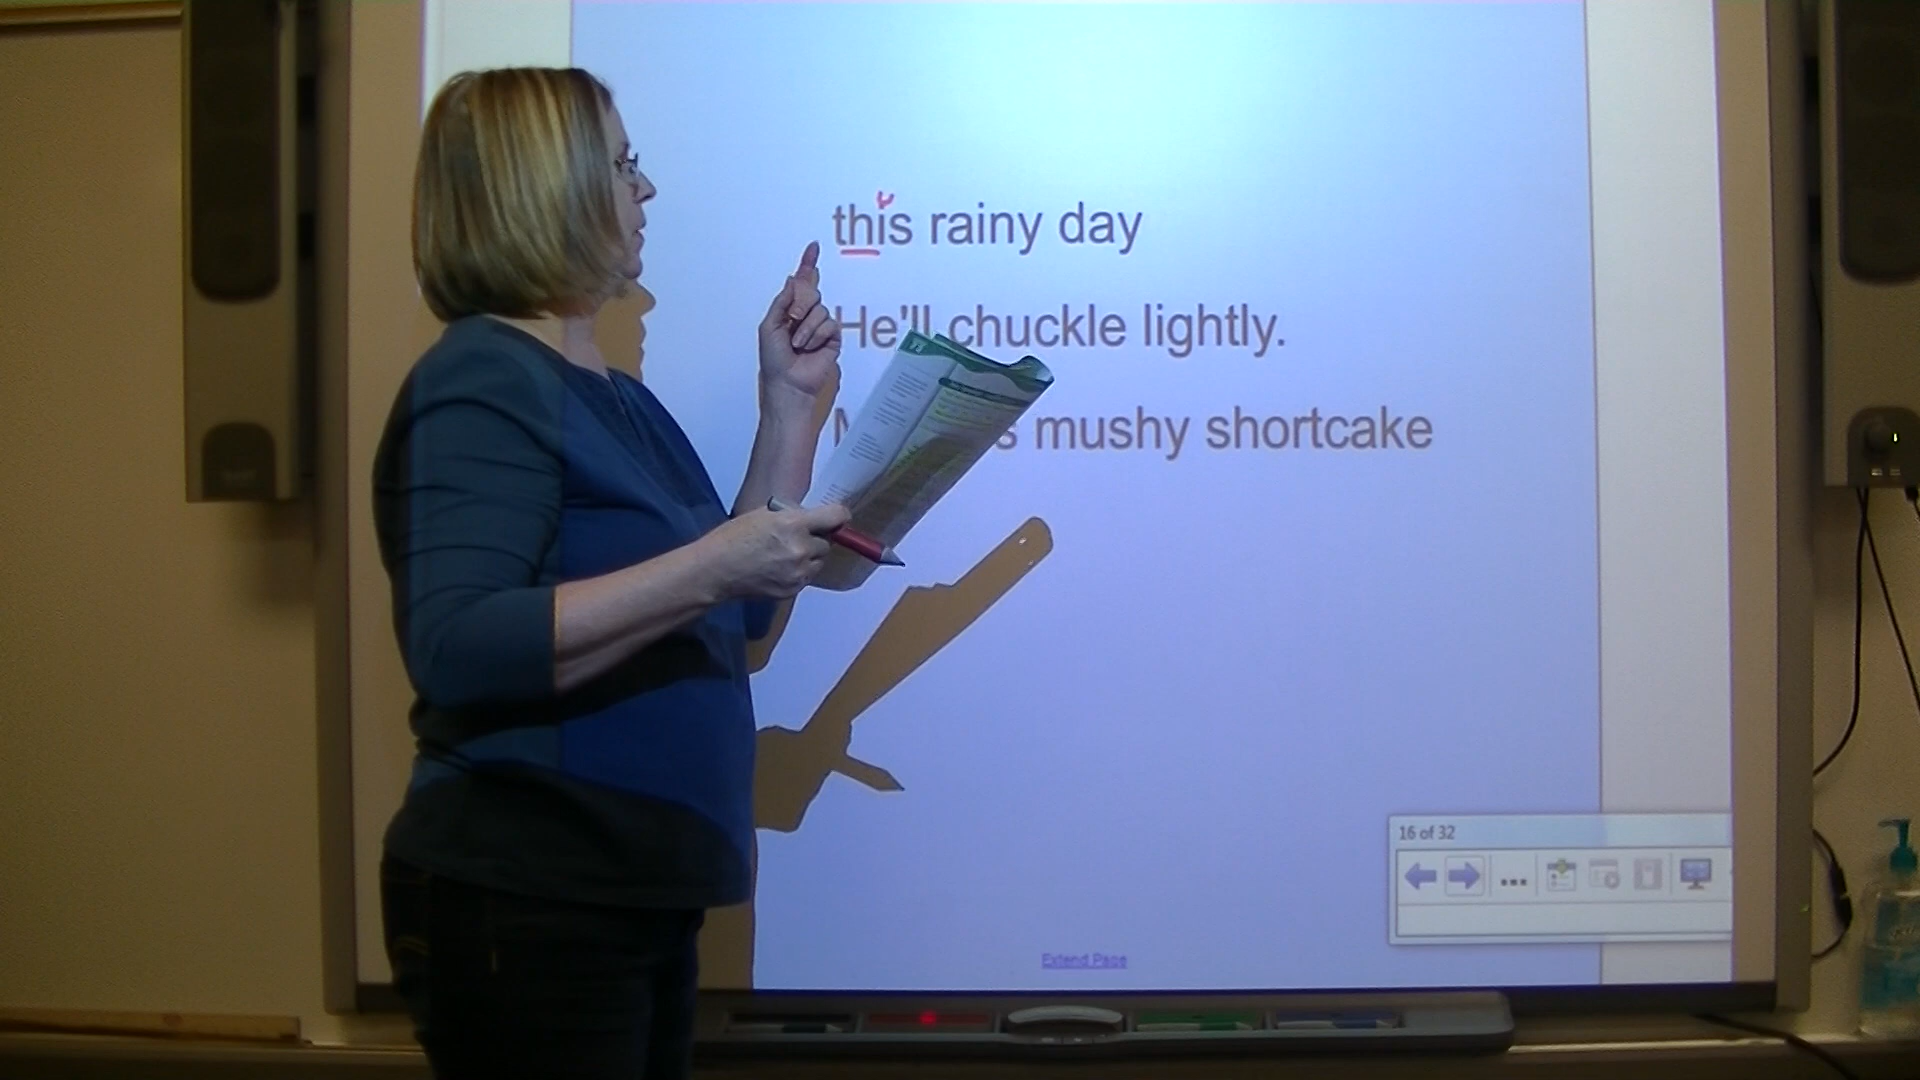 this rainy day
He'll chuckle lightly.
mushy shortcake
16 of 32
Extend Page